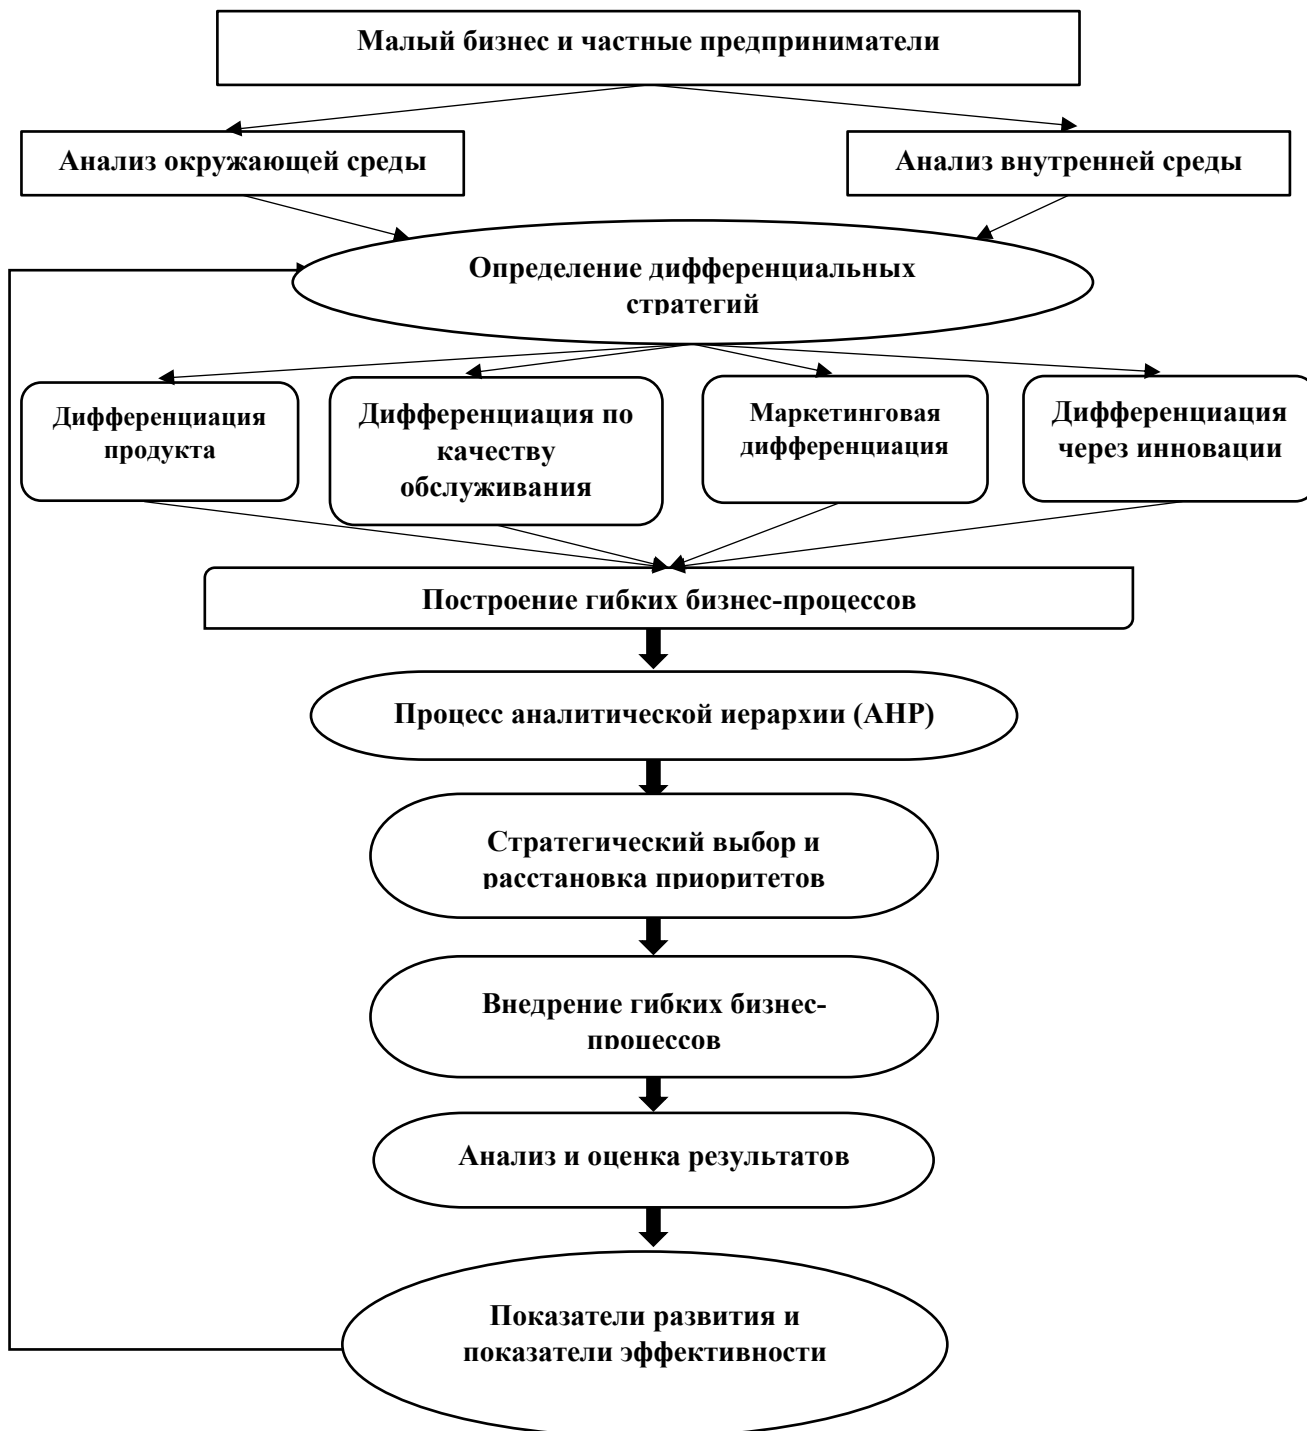 Малый бизнес и частные предприниматели
Анализ окружающей среды
Анализ внутренней среды
Определение дифференциальных
стратегий
Дифференциация
продукта
Дифференциация по
качеству
обслуживания
Маркетинговая
дифференциация
Дифференциация
через инновации
Построение гибких бизнес-процессов
Процесс аналитической иерархии (AHP)
Стратегический выбор и
расстановка приоритетов
Внедрение гибких бизнес-
процессов
Анализ и оценка результатов
Показатели развития и
показатели эффективности